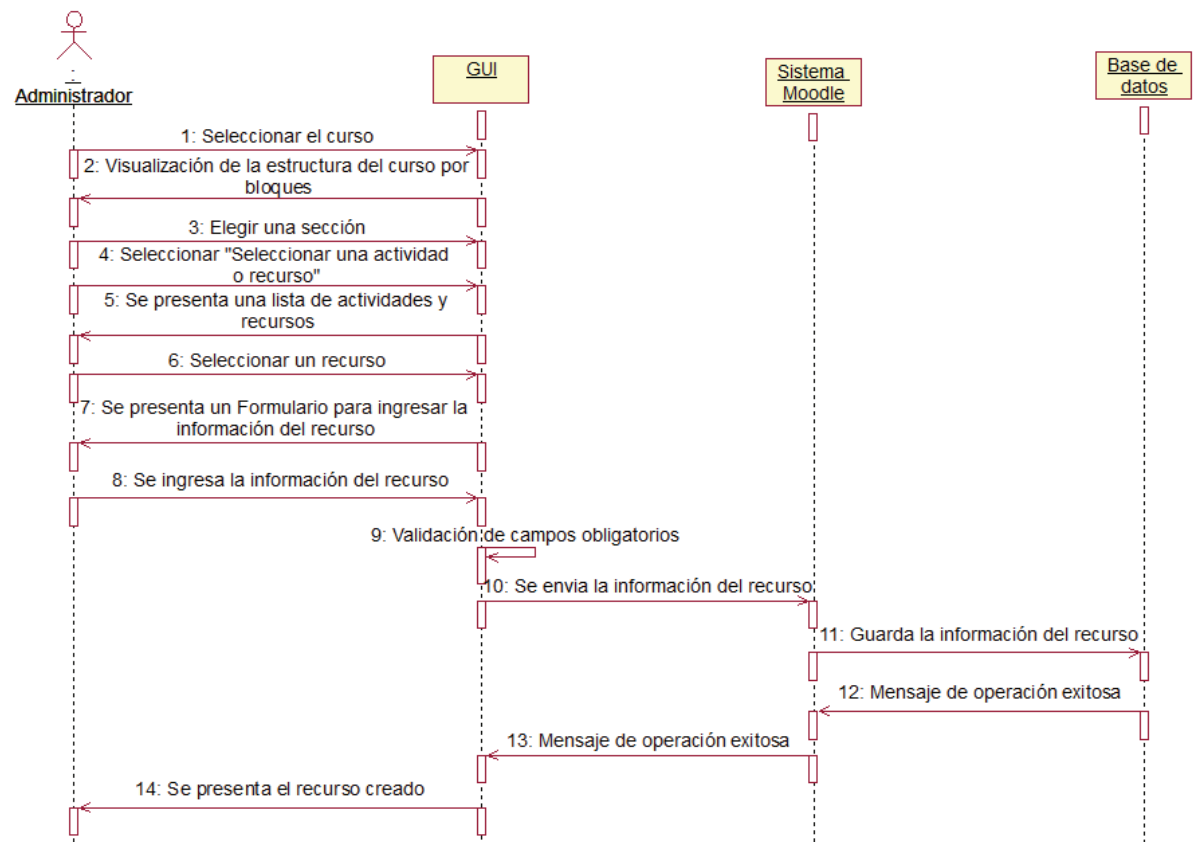 :
Administrador
GUI
Sistema
Moodle
Base de
datos
1: Seleccionar el curso
2: Visualización de la estructura del curso por
bloques
3: Elegir una sección
4: Seleccionar "Seleccionar una actividad
o recurso"
5: Se presenta una lista de actividades y
recursos
6: Seleccionar un recurso
7: Se presenta un Formulario para ingresar la
información del recurso
8: Se ingresa la información del recurso
9: Validación de campos obligatorios
10: Se envia la información del recurso
11: Guarda la información del recurso
12: Mensaje de operación exitosa
13: Mensaje de operación exitosa
14: Se presenta el recurso creado